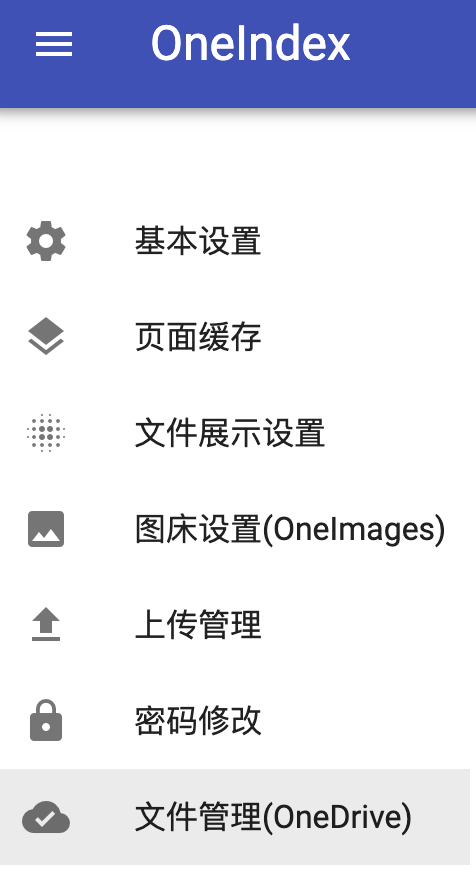 OneIndex
基本设置
页面缓存
文件展示设置
图床设置(OneImages)
上传管理
密码修改
文件管理(OneDrive)